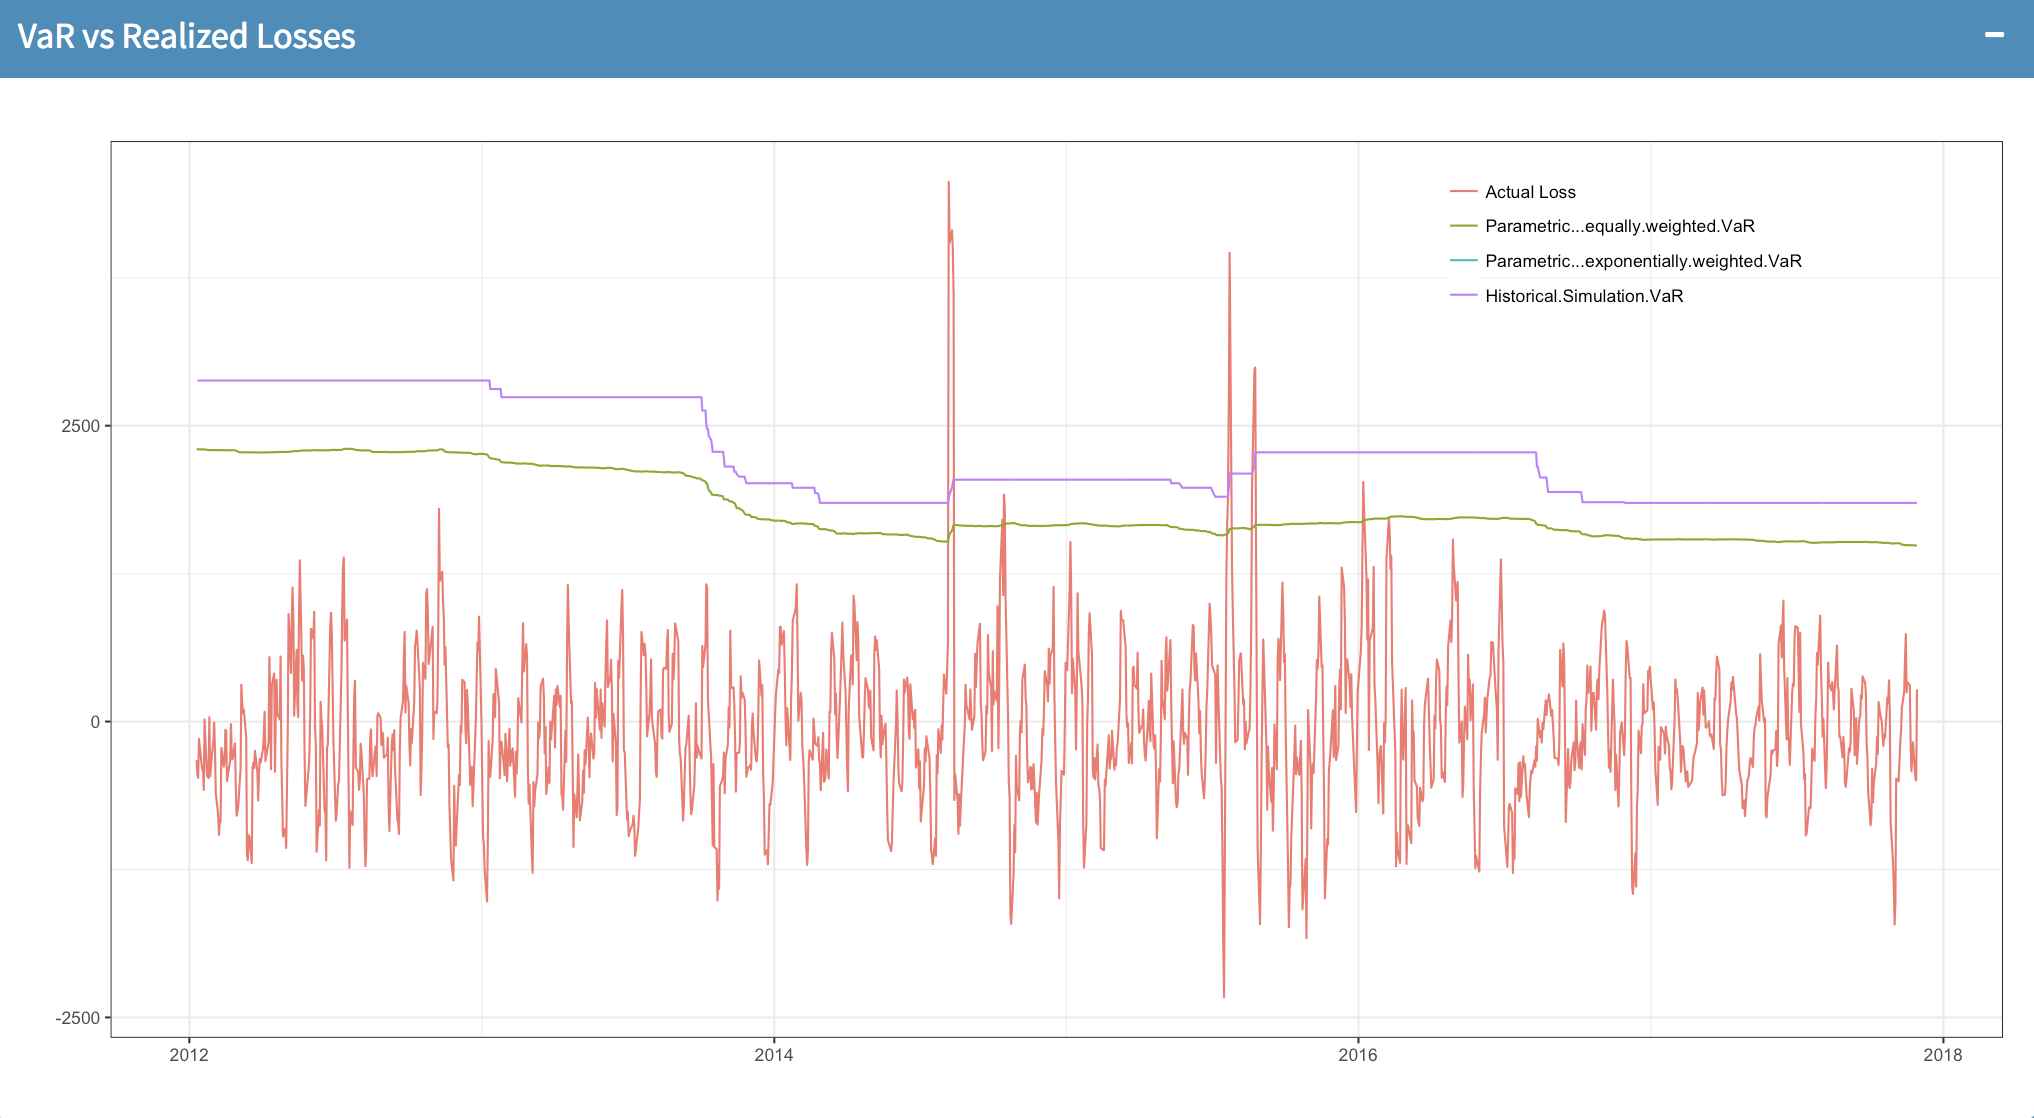 VaR vs Realized Losses
Actual Loss
Parametric...equally.weighted.VaR
Parametric...exponentially.weighted.VaR
Historical.Simulation.VaR
2500
0
-2500
2012
2014
2016
2018